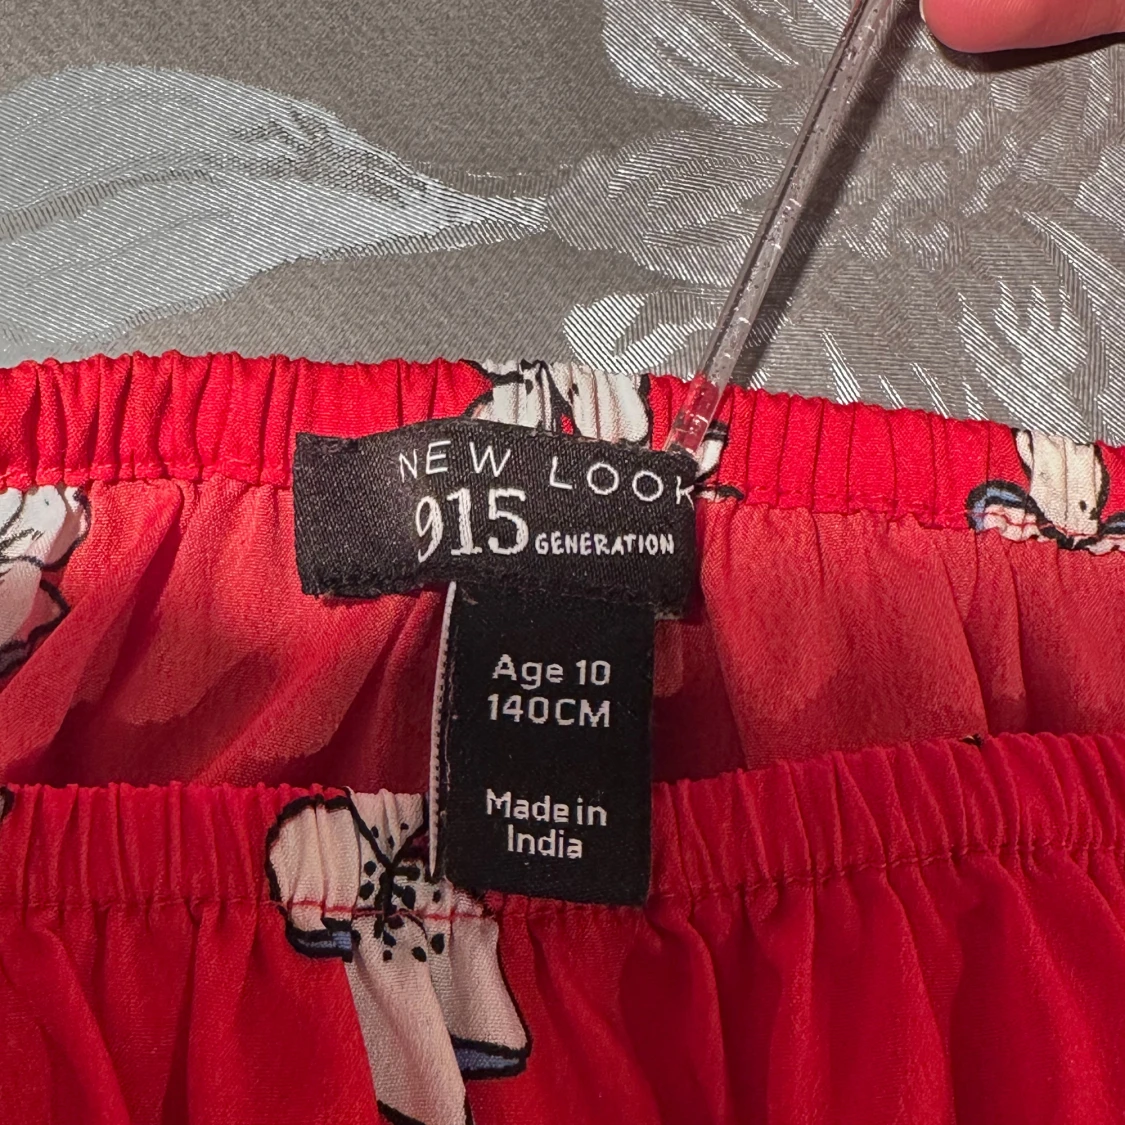 NEW LOOK
915 GENERATION
Age 10
140CM
Made in
India